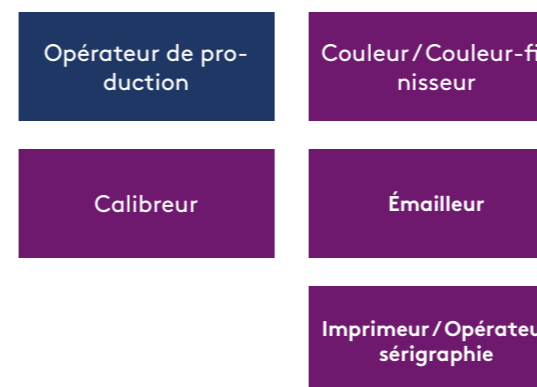 Opérateur de pro-
duction
Couleur / Couleur-fi
nisseur
Calibreur
Émailleur
Imprimeur / Opérateu
sérigraphie